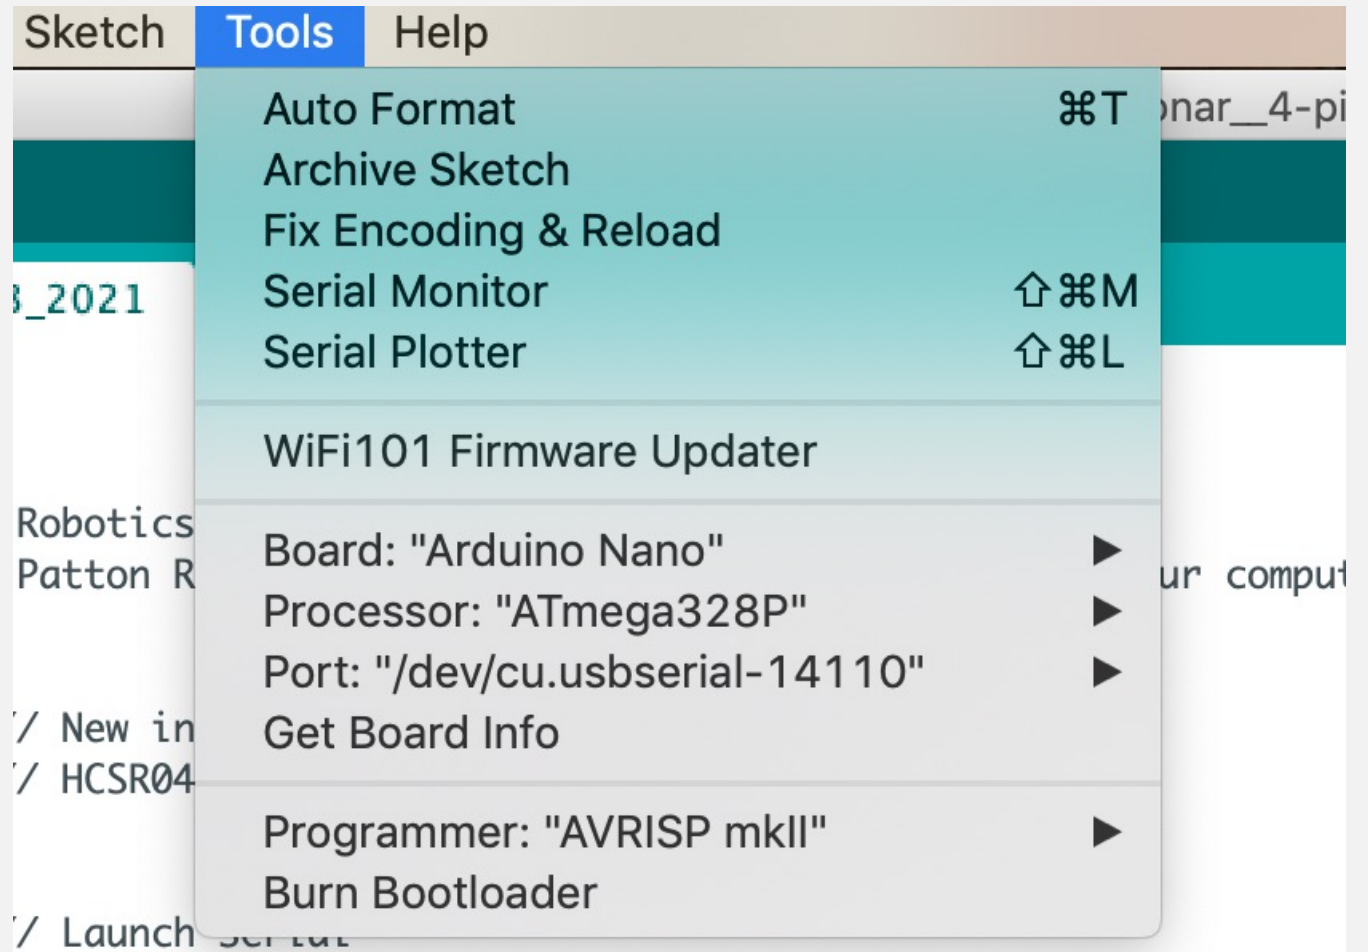 Sketch Tools Help
Auto Format ⌘T
Archive Sketch
Fix Encoding & Reload
Serial Monitor ⇧⌘M
Serial Plotter ⇧⌘L
WiFi101 Firmware Updater
Board: "Arduino Nano" ▶
Processor: "ATmega328P" ▶
Port: "/dev/cu.usbserial-14110" ▶
Get Board Info
Programmer: "AVRISP mkII" ▶
Burn Bootloader
onar__4-pi
_2021
Robotics
Patton R
ur comput
// New in
// HCSR04
// Launch